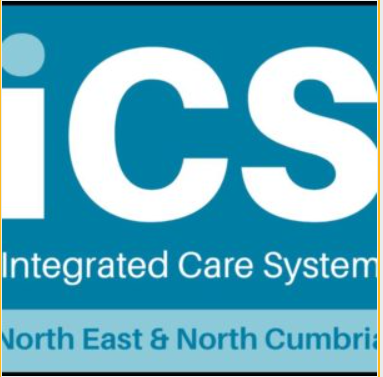 iCS
Integrated Care System
North East & North Cumbria